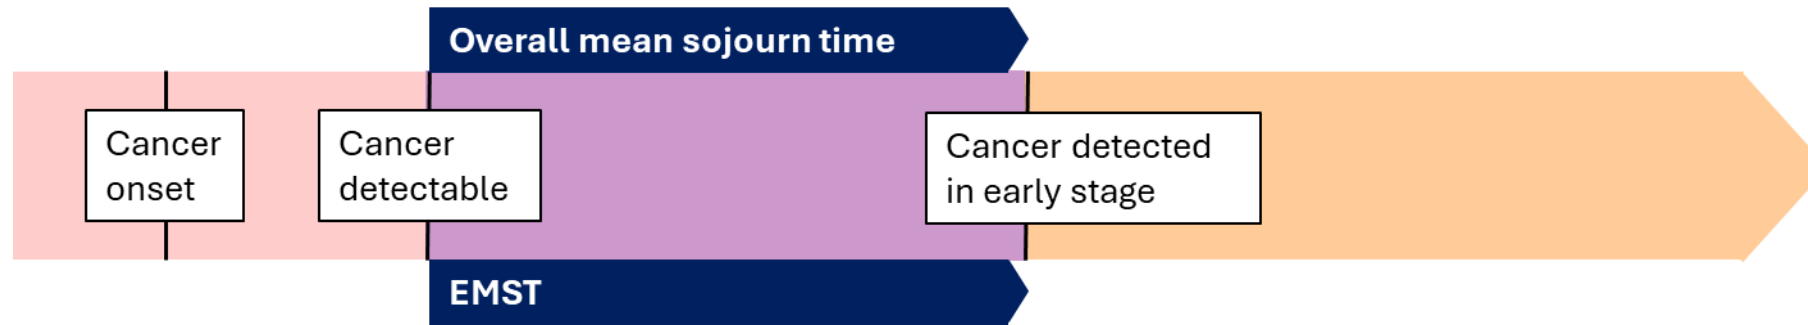 Overall mean sojourn time
Cancer
onset
Cancer
detectable
Cancer detected
in early stage
EMST